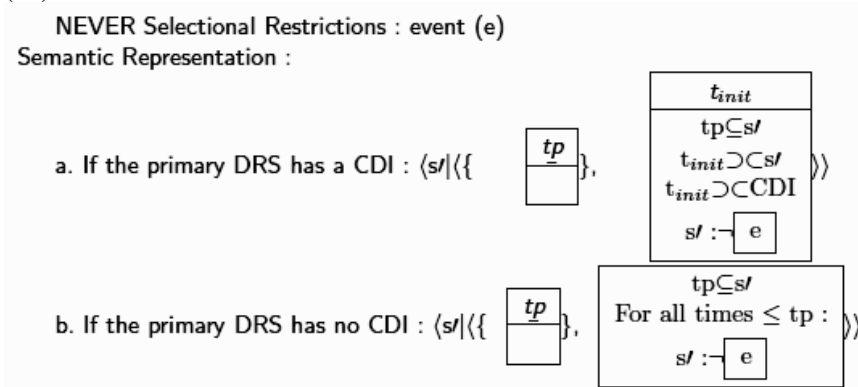 NEVER Selectional Restrictions : event (e)
Semantic Representation :
t_init
tp⊆s′
a. If the primary DRS has a CDI : ⟨s′|⟨{ tp }, t_init⊃⊂s′ ⟩⟩
t_init⊃⊂CDI
s′ :¬ e
tp⊆s′
b. If the primary DRS has no CDI : ⟨s′|⟨{ tp }, For all times ≤ tp : ⟩⟩
s′ :¬ e